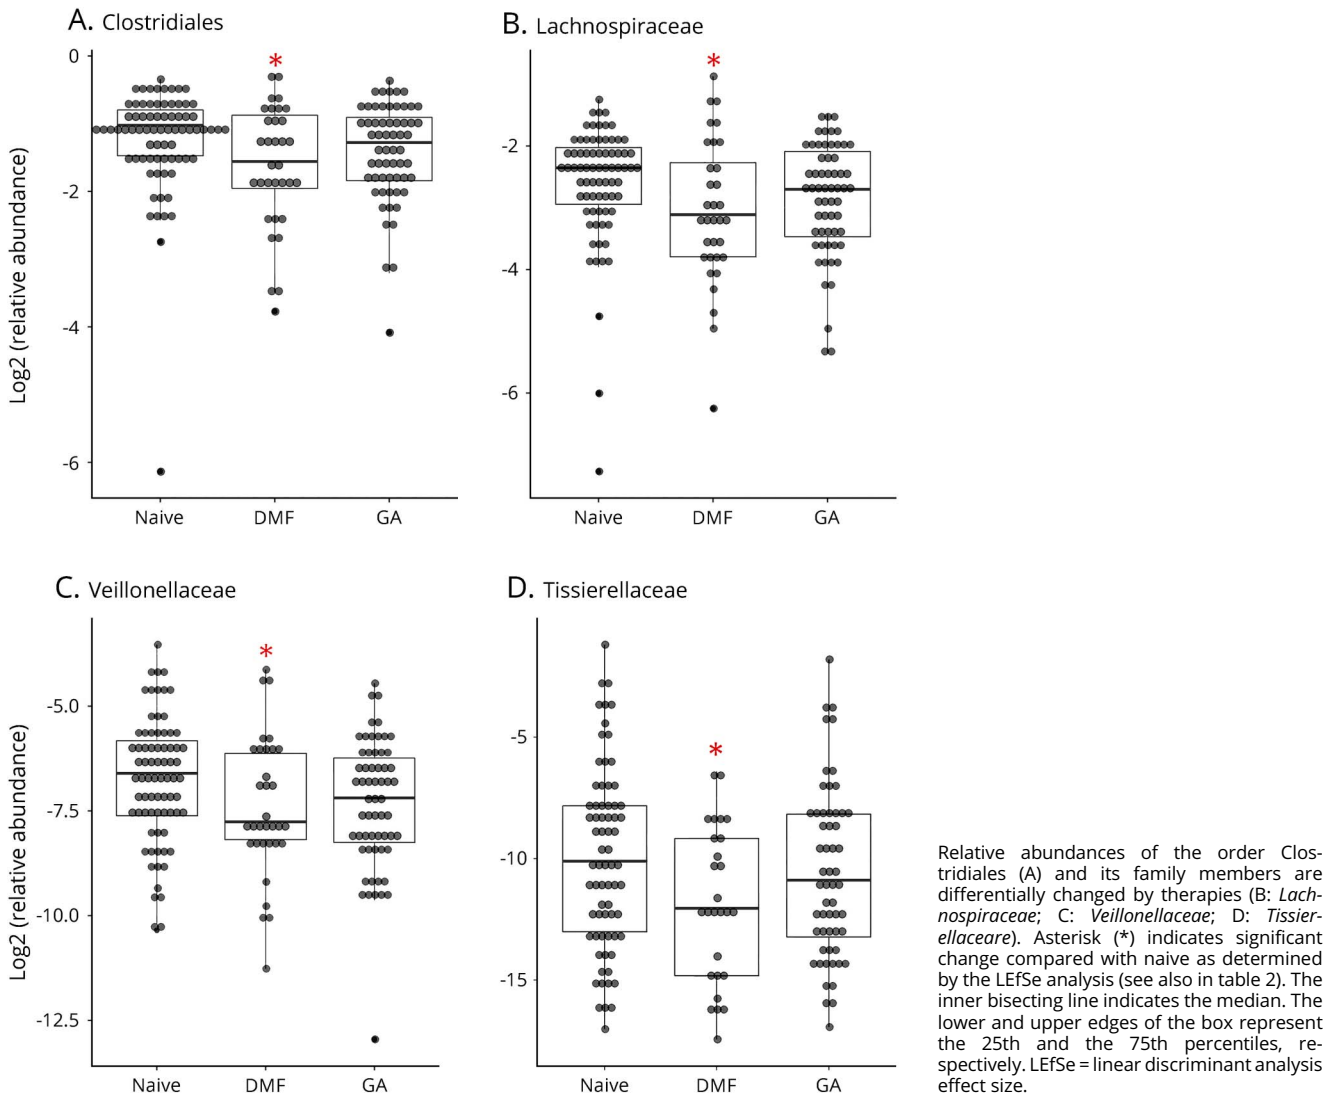 A. Clostridiales
0
-2
-4
-6
Log2 (relative abundance)
*
Naive DMF GA
B. Lachnospiraceae
-2
-4
-6
*
Naive DMF GA
C. Veillonellaceae
-5.0
-7.5
-10.0
-12.5
Log2 (relative abundance)
*
Naive DMF GA
D. Tissierellaceae
-5
-10
-15
*
Naive DMF GA
Relative abundances of the order Clos-
tridiales (A) and its family members are
differentially changed by therapies (B: Lach-
nospiraceae; C: Veillonellaceae; D: Tissier-
ellaceare). Asterisk (*) indicates significant
change compared with naive as determined
by the LEfSe analysis (see also in table 2). The
inner bisecting line indicates the median. The
lower and upper edges of the box represent
the 25th and the 75th percentiles, re-
spectively. LEfSe = linear discriminant analysis
effect size.